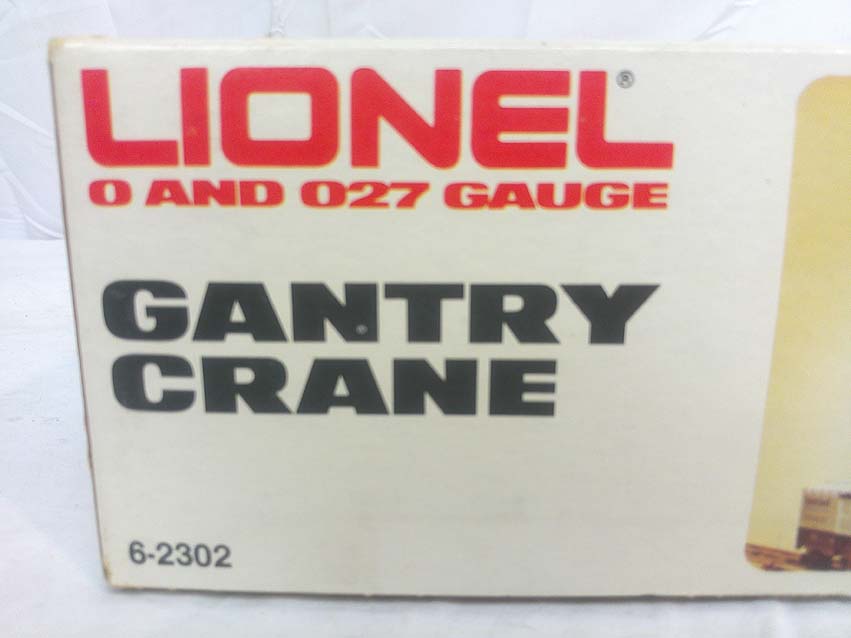 LIONEL®
O AND O27 GAUGE
GANTRY
CRANE
6-2302